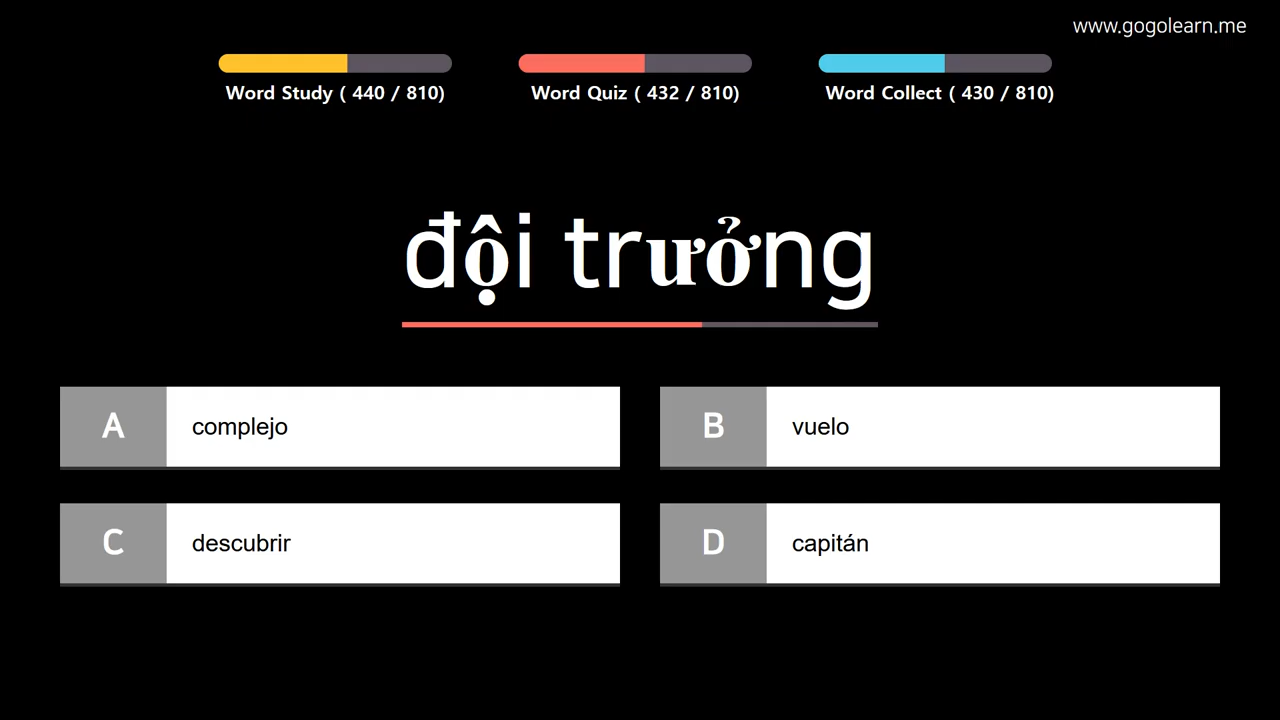 www.gogolearn.me
Word Study ( 440 / 810)
Word Quiz ( 432 / 810)
Word Collect ( 430 / 810)
đội trưởng
A complejo
B vuelo
C descubrir
D capitán